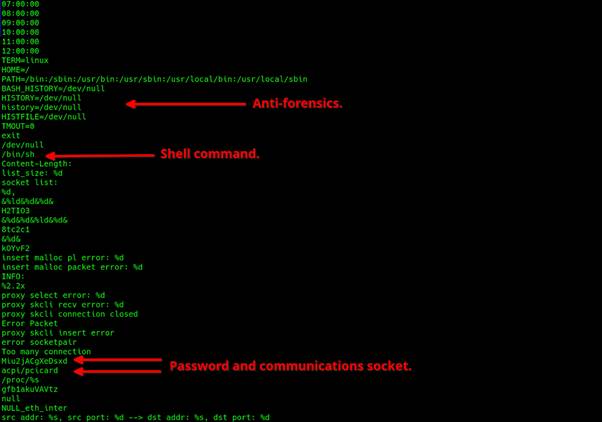 07:00:00
08:00:00
09:00:00
10:00:00
11:00:00
12:00:00
TERM=linux
HOME=/
PATH=/bin:/sbin:/usr/bin:/usr/sbin:/usr/local/bin:/usr/local/sbin
BASH_HISTORY=/dev/null
HISTORY=/dev/null
Anti-forensics.
history=/dev/null
HISTFILE=/dev/null
TMOUT=0
exit
/dev/null
/bin/sh
Shell command.
Content-Length:
list_size: %d
socket list:
%d,
&%ld&%d&%d&
H2TIO3
&%d&%d&%ld&%d&
8tc2c1
&%d&
kOYvF2
insert malloc pl error: %d
insert malloc packet error: %d
INFO:
%2.2x
proxy select error: %d
proxy skcli recv error: %d
proxy skcli connection closed
Error Packet
proxy skcli insert error
error socketpair
Too many connection
Miu2jACgXeDsxd
Password and communications socket.
acpi/pcicard
/proc/%s
gfb1akuVAVtz
null
NULL_eth_inter
src addr: %s, src port: %d --> dst addr: %s, dst port: %d